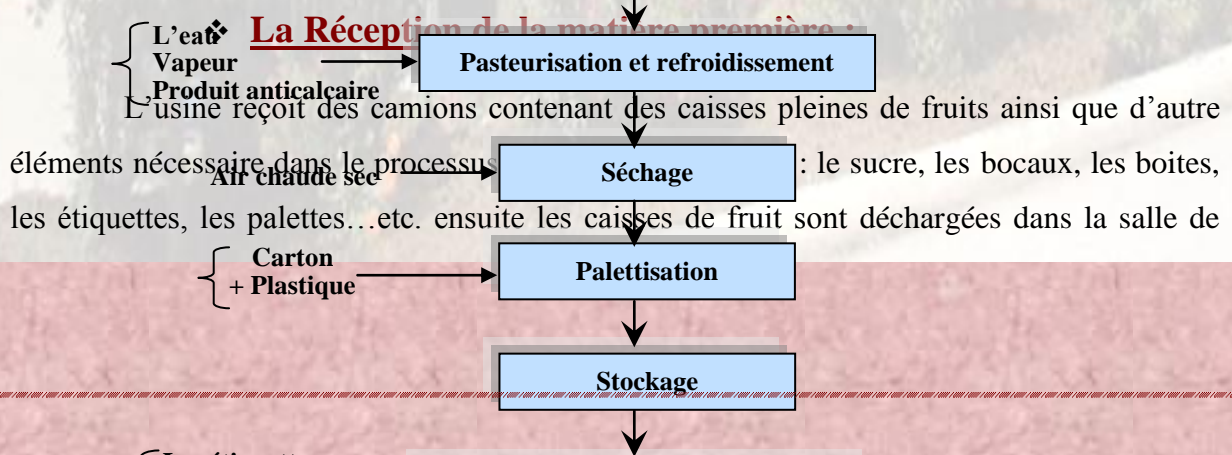 ❖ La Réception de la matière première :
L'eau
Vapeur
Produit anticalcaire
Pasteurisation et refroidissement
L'usine reçoit des camions contenant des caisses pleines de fruits ainsi que d'autre
éléments nécessaire dans le processus : le sucre, les bocaux, les boites,
Air chaude sec
Séchage
les étiquettes, les palettes…etc. ensuite les caisses de fruit sont déchargées dans la salle de
Carton
+ Plastique
Palettisation
Stockage